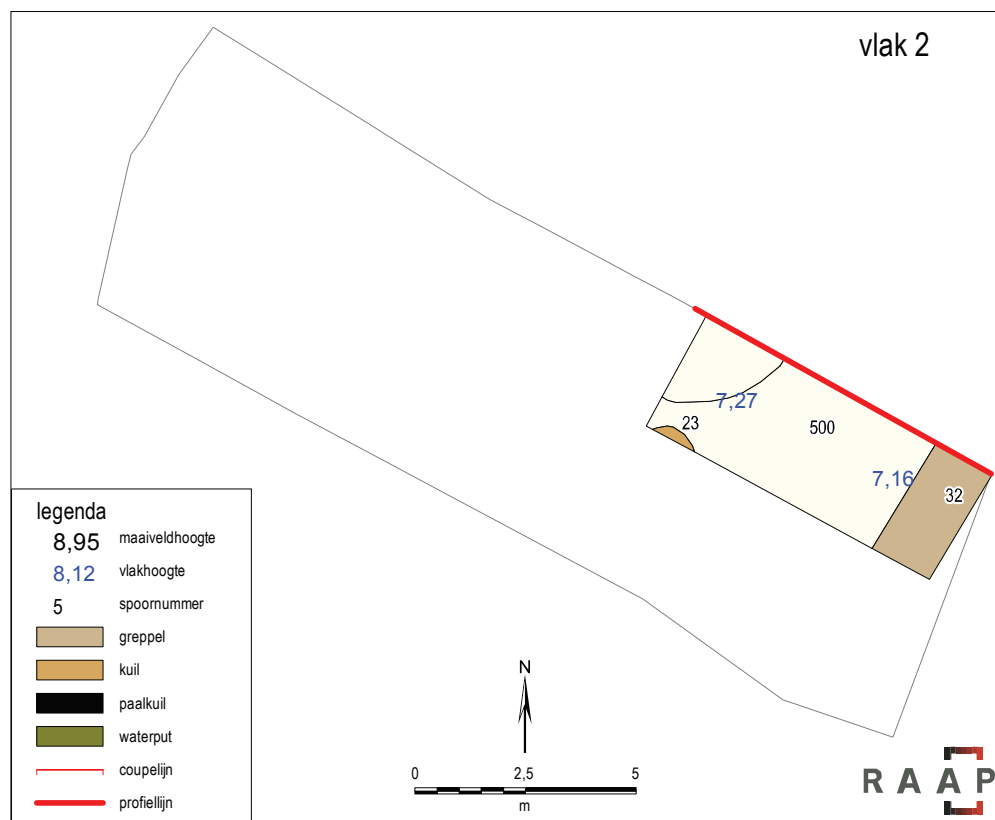 vlak 2
7,27
23
500
7,16
32
legenda
8,95 maaiveldhoogte
8,12 vlakhoogte
5 spoornummer
greppel
kuil
paalkuil
waterput
coupelijn
profiellijn
N
0 2,5 5
m
RAAP